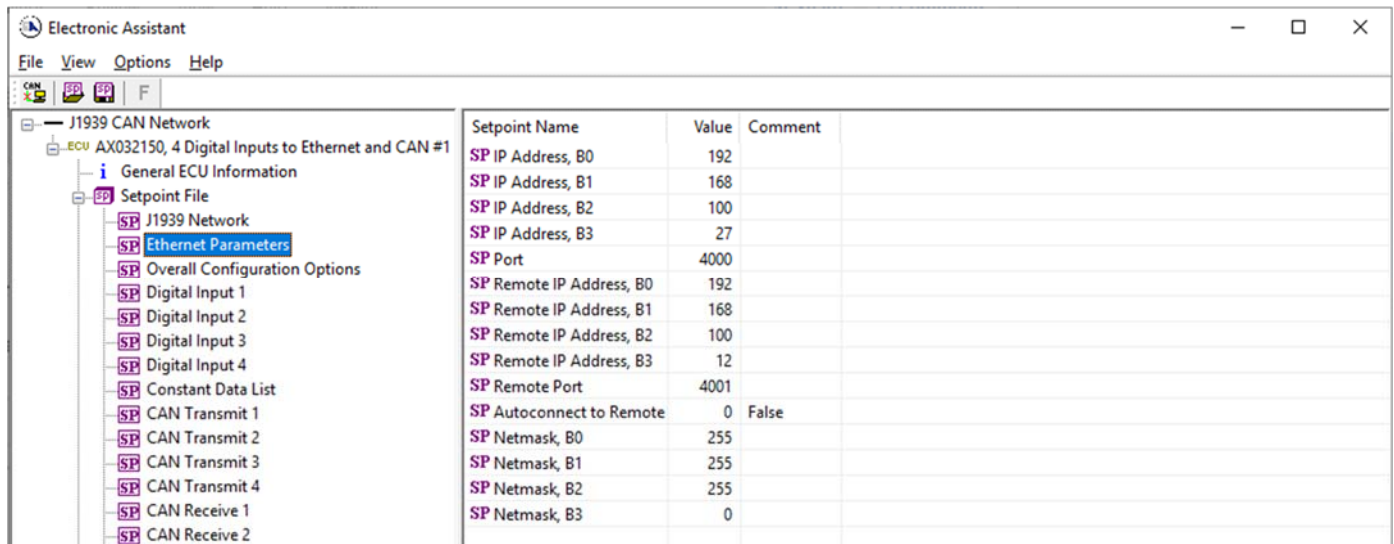 Electronic Assistant
File View Options Help
CAN SP SP F
J1939 CAN Network
ECU AX032150, 4 Digital Inputs to Ethernet and CAN #1
i General ECU Information
SP Setpoint File
SP J1939 Network
SP Ethernet Parameters
SP Overall Configuration Options
SP Digital Input 1
SP Digital Input 2
SP Digital Input 3
SP Digital Input 4
SP Constant Data List
SP CAN Transmit 1
SP CAN Transmit 2
SP CAN Transmit 3
SP CAN Transmit 4
SP CAN Receive 1
SP CAN Receive 2
Setpoint Name Value Comment
SP IP Address, B0 192
SP IP Address, B1 168
SP IP Address, B2 100
SP IP Address, B3 27
SP Port 4000
SP Remote IP Address, B0 192
SP Remote IP Address, B1 168
SP Remote IP Address, B2 100
SP Remote IP Address, B3 12
SP Remote Port 4001
SP Autoconnect to Remote 0 False
SP Netmask, B0 255
SP Netmask, B1 255
SP Netmask, B2 255
SP Netmask, B3 0